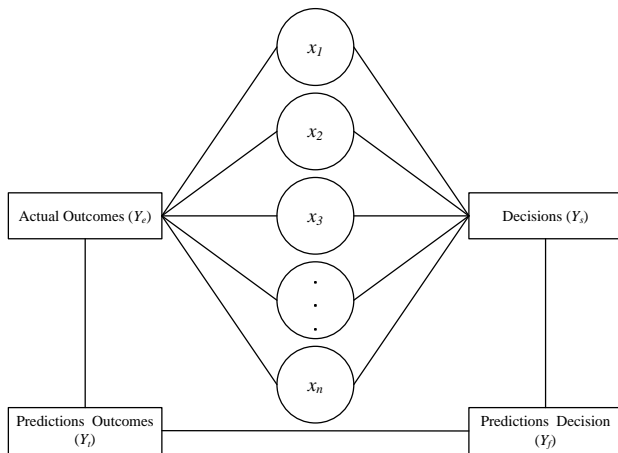 x1
x2
Actual Outcomes (Ye)
x3
Decisions (Ys)
.
.
.
xn
Predictions Outcomes
(Yt)
Predictions Decision
(Yf)